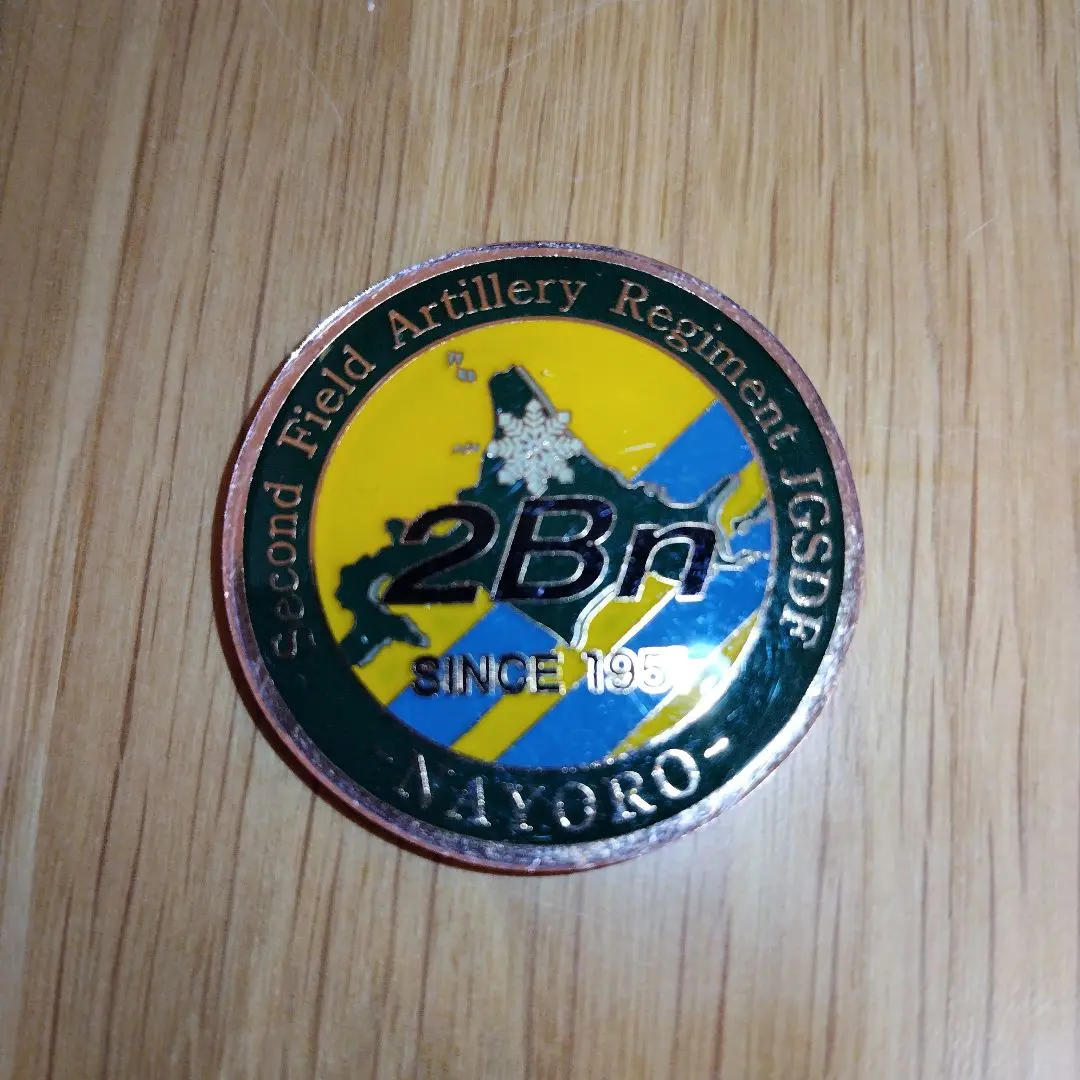 Second Field Artillery Regiment JGSDF
2Bn
SINCE
-NAYORO-